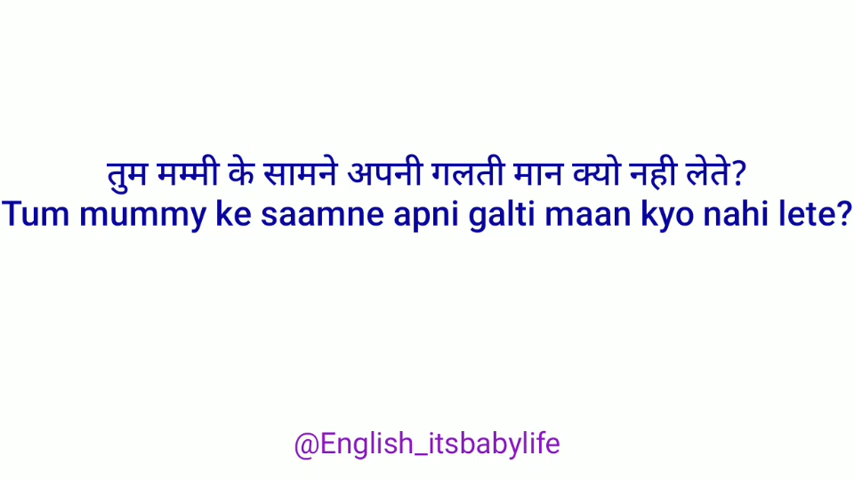 तुम मम्मी के सामने अपनी गलती मान क्यो नही लेते?
Tum mummy ke saamne apni galti maan kyo nahi lete?
@English_itsbabylife